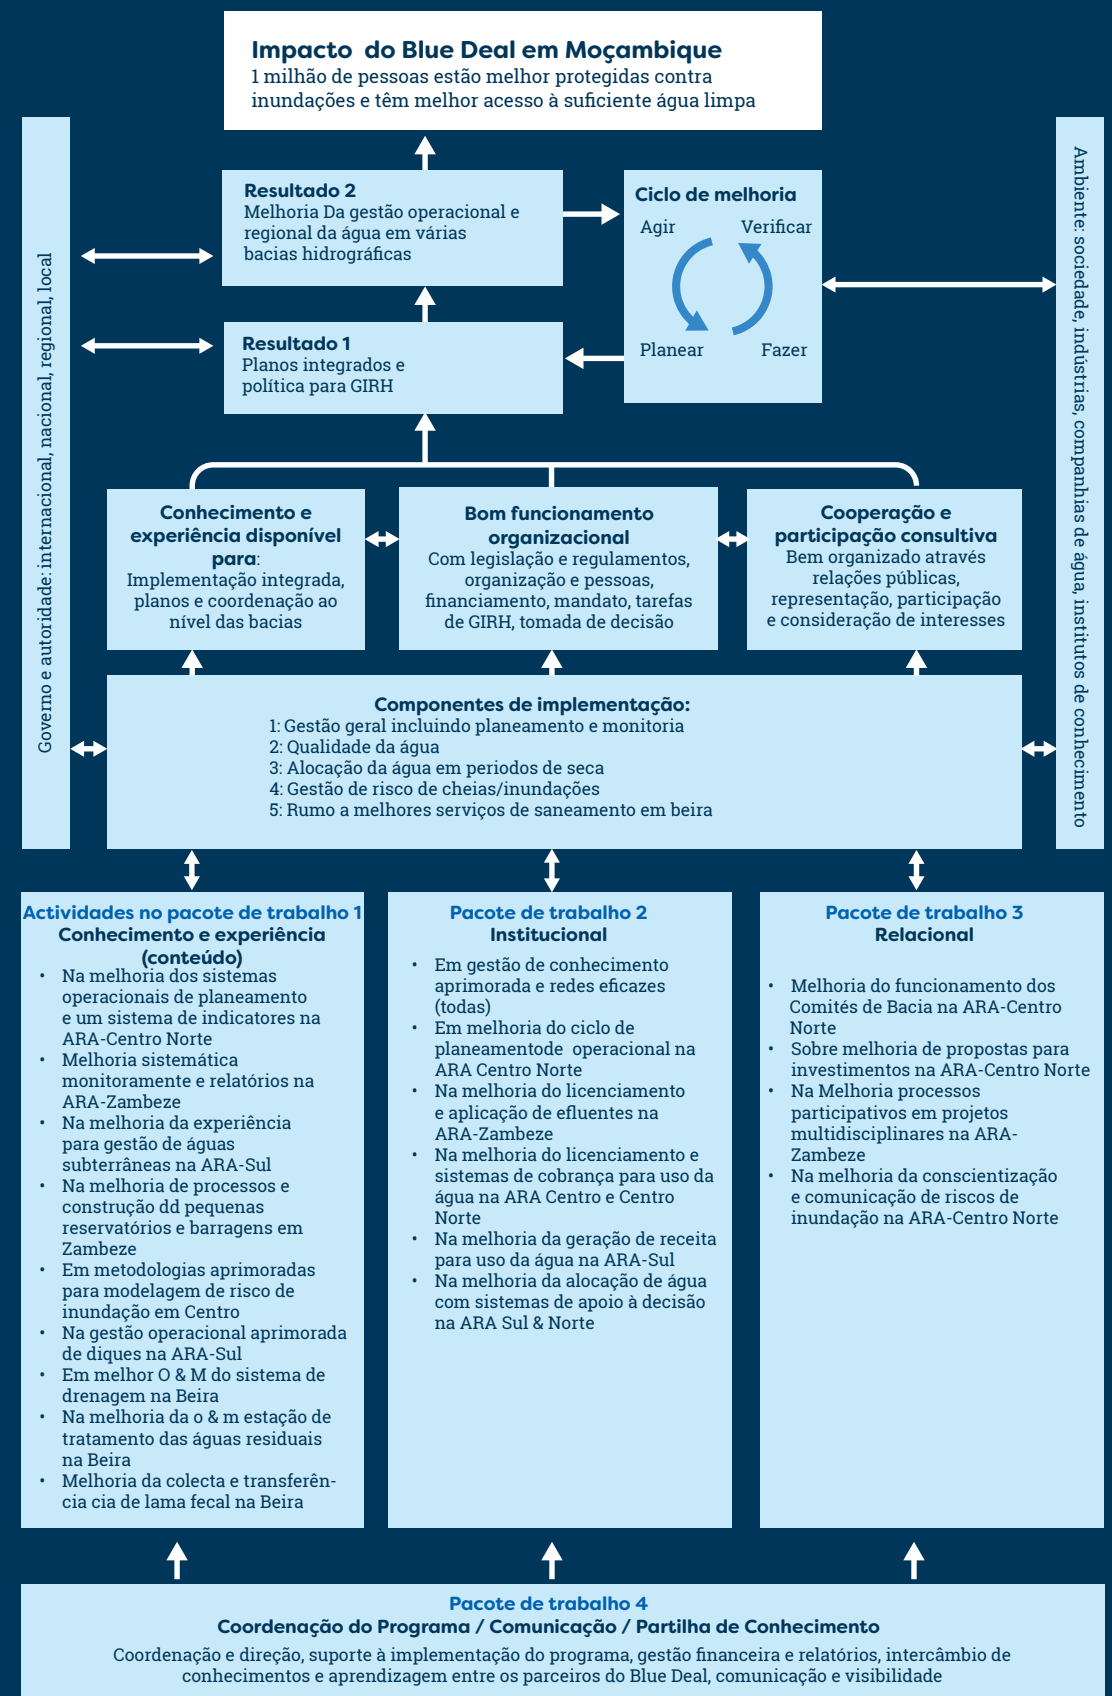 Impacto do Blue Deal em Moçambique
1 milhão de pessoas estão melhor protegidas contra
inundações e têm melhor acesso à suficiente água limpa
Governo e autoridade: internacional, nacional, regional, local
Resultado 2
Melhoria Da gestão operacional e
regional da água em várias
bacias hidrográficas
Ciclo de melhoria
Agir
Verificar
Planear
Fazer
Resultado 1
Planos integrados e
política para GIRH
Ambiente: sociedade, indústrias, companhias de água, institutos de conhecimento
Conhecimento e
experiência disponível
para:
Implementação integrada,
planos e coordenação ao
nível das bacias
Bom funcionamento
organizacional
Com legislação e regulamentos,
organização e pessoas,
financiamento, mandato, tarefas
de GIRH, tomada de decisão
Cooperação e
participação consultiva
Bem organizado através
relações públicas,
representação, participação
e consideração de interesses
Componentes de implementação:
1: Gestão geral incluindo planeamento e monitoria
2: Qualidade da água
3: Alocação da água em periodos de seca
4: Gestão de risco de cheias/inundações
5: Rumo a melhores serviços de saneamento em beira
Actividades no pacote de trabalho 1
Conhecimento e experiência
(conteúdo)
• Na melhoria dos sistemas
operacionais de planeamento
e um sistema de indicatores na
ARA-Centro Norte
• Melhoria sistemática
monitoramente e relatórios na
ARA-Zambeze
• Na melhoria da experiência
para gestão de águas
subterrâneas na ARA-Sul
• Na melhoria de processos e
construção dd pequenas
reservatórios e barragens em
Zambeze
• Em metodologias aprimoradas
para modelagem de risco de
inundação em Centro
• Na gestão operacional aprimorada
de diques na ARA-Sul
• Em melhor O & M do sistema de
drenagem na Beira
• Na melhoria da o & m estação de
tratamento das águas residuais
na Beira
• Melhoria da colecta e transferên-
cia cia de lama fecal na Beira
Pacote de trabalho 2
Institucional
• Em gestão de conhecimento
aprimorada e redes eficazes
(todas)
• Em melhoria do ciclo de
planeamentode operacional na
ARA Centro Norte
• Na melhoria do licenciamento
e aplicação de efluentes na
ARA-Zambeze
• Na melhoria do licenciamento e
sistemas de cobrança para uso da
água na ARA Centro e Centro
Norte
• Na melhoria da geração de receita
para uso da água na ARA-Sul
• Na melhoria da alocação de água
com sistemas de apoio à decisão
na ARA Sul & Norte
Pacote de trabalho 3
Relacional
• Melhoria do funcionamento dos
Comités de Bacia na ARA-Centro
Norte
• Sobre melhoria de propostas para
investimentos na ARA-Centro Norte
• Na Melhoria processos
participativos em projetos
multidisciplinares na ARA-
Zambeze
• Na melhoria da conscientização
e comunicação de riscos de
inundação na ARA-Centro Norte
Pacote de trabalho 4
Coordenação do Programa / Comunicação / Partilha de Conhecimento
Coordenação e direção, suporte à implementação do programa, gestão financeira e relatórios, intercâmbio de
conhecimentos e aprendizagem entre os parceiros do Blue Deal, comunicação e visibilidade